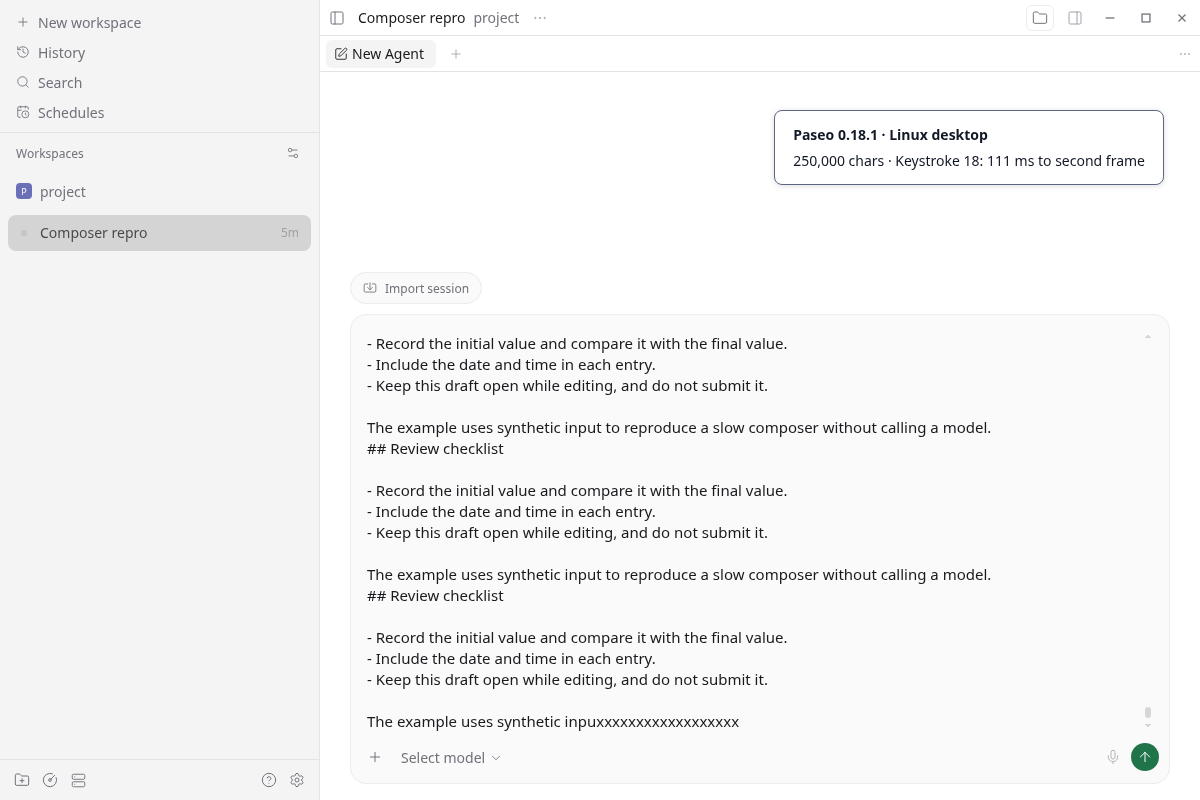 New workspace
History
Search
Schedules
Workspaces
P project
Composer repro 5m
Composer repro project
New Agent
Paseo 0.18.1 · Linux desktop
250,000 chars · Keystroke 18: 111 ms to second frame
Import session
- Record the initial value and compare it with the final value.
- Include the date and time in each entry.
- Keep this draft open while editing, and do not submit it.
The example uses synthetic input to reproduce a slow composer without calling a model.
## Review checklist
- Record the initial value and compare it with the final value.
- Include the date and time in each entry.
- Keep this draft open while editing, and do not submit it.
The example uses synthetic input to reproduce a slow composer without calling a model.
## Review checklist
- Record the initial value and compare it with the final value.
- Include the date and time in each entry.
- Keep this draft open while editing, and do not submit it.
The example uses synthetic inpuxxxxxxxxxxxxxxxxxx
Select model